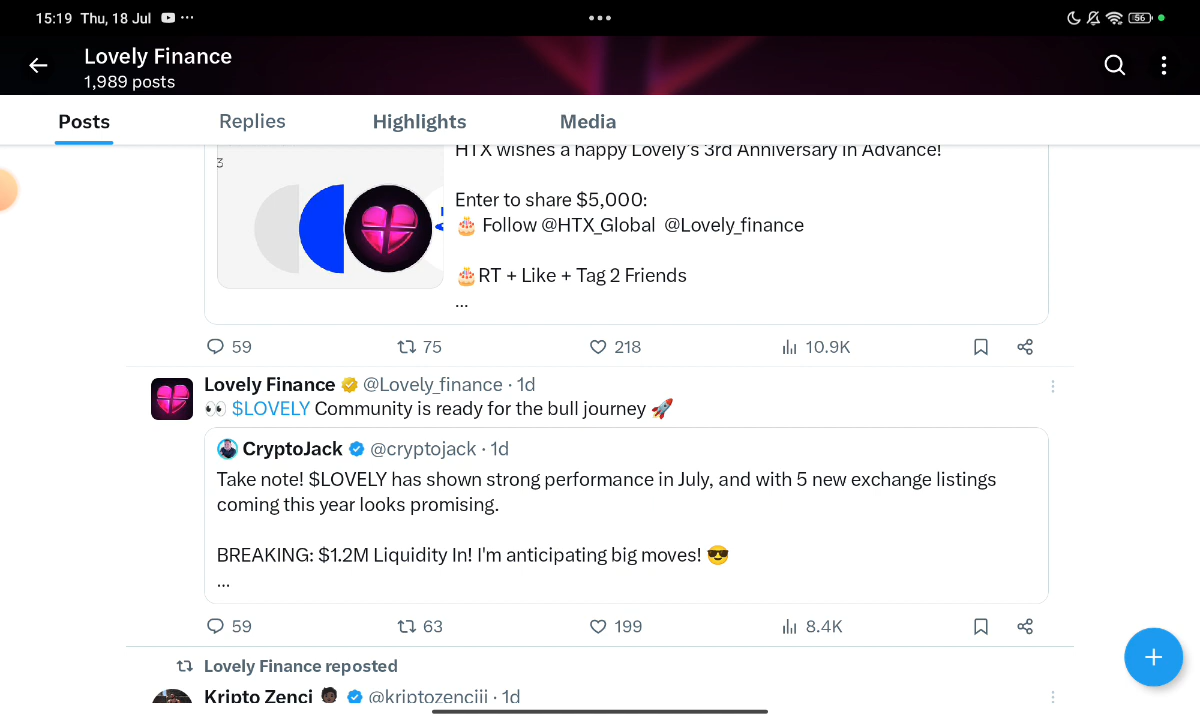 15:19 Thu, 18 Jul
56
Lovely Finance
1,989 posts
Posts Replies Highlights Media
3
HTX wishes a happy Lovely's 3rd Anniversary in Advance!
Enter to share $5,000:
🎂 Follow @HTX_Global @Lovely_finance
🎂RT + Like + Tag 2 Friends
...
59 75 218 10.9K
Lovely Finance @Lovely_finance · 1d
👀 $LOVELY Community is ready for the bull journey 🚀
CryptoJack @cryptojack · 1d
Take note! $LOVELY has shown strong performance in July, and with 5 new exchange listings
coming this year looks promising.
BREAKING: $1.2M Liquidity In! I'm anticipating big moves! 😎
...
59 63 199 8.4K
Lovely Finance reposted
Kripto Zenci @kriptozenciii · 1d